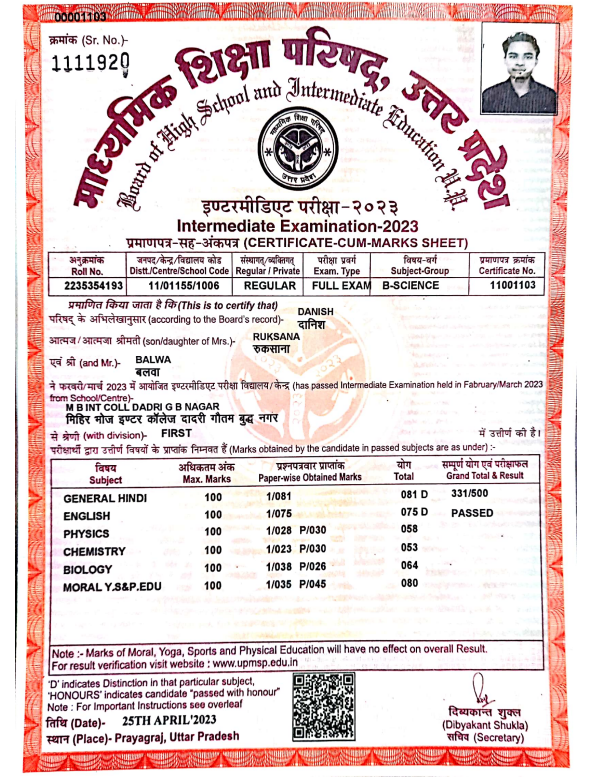 00001103
क्रमांक (Sr. No.)-
1111920
माध्यमिक शिक्षा परिषद्, उत्तर प्रदेश
Board of High School and Intermediate Education U.P.
माध्यमिक शिक्षा परिषद्
उत्तर प्रदेश
इण्टरमीडिएट परीक्षा-२०२३
Intermediate Examination-2023
प्रमाणपत्र-सह-अंकपत्र (CERTIFICATE-CUM-MARKS SHEET)
अनुक्रमांक जनपद/केन्द्र/विद्यालय कोड संस्थागत/व्यक्तिगत परीक्षा प्रवर्ग विषय-वर्ग प्रमाणपत्र क्रमांक
Roll No. Distt./Centre/School Code Regular / Private Exam. Type Subject-Group Certificate No.
2235354193 11/01155/1006 REGULAR FULL EXAM B-SCIENCE 11001103
प्रमाणित किया जाता है कि (This is to certify that)
DANISH
परिषद् के अभिलेखानुसार (according to the Board's record)- दानिश
RUKSANA
आत्मज/आत्मजा श्रीमती (son/daughter of Mrs.)- रुकसाना
एवं श्री (and Mr.)- BALWA
बलवा
ने फरवरी/मार्च 2023 में आयोजित इण्टरमीडिएट परीक्षा विद्यालय/केन्द्र (has passed Intermediate Examination held in Fabruary/March 2023
from School/Centre)-
M B INT COLL DADRI G B NAGAR
मिहिर भोज इण्टर कॉलेज दादरी गौतम बुद्ध नगर
से श्रेणी (with division)- FIRST में उत्तीर्ण की है।
परीक्षार्थी द्वारा उत्तीर्ण विषयों के प्राप्तांक निम्नवत हैं (Marks obtained by the candidate in passed subjects are as under) :-
विषय अधिकतम अंक प्रश्नपत्रवार प्राप्तांक योग सम्पूर्ण योग एवं परीक्षाफल
Subject Max. Marks Paper-wise Obtained Marks Total Grand Total & Result
GENERAL HINDI 100 1/081 081 D 331/500
ENGLISH 100 1/075 075 D PASSED
PHYSICS 100 1/028 P/030 058
CHEMISTRY 100 1/023 P/030 053
BIOLOGY 100 1/038 P/026 064
MORAL Y.S&P.EDU 100 1/035 P/045 080
Note :- Marks of Moral, Yoga, Sports and Physical Education will have no effect on overall Result.
For result verification visit website : www.upmsp.edu.in
'D' indicates Distinction in that particular subject,
'HONOURS' indicates candidate "passed with honour"
Note : For Important Instructions see overleaf
तिथि (Date)- 25TH APRIL'2023
स्थान (Place)- Prayagraj, Uttar Pradesh
दिब्यकान्त शुक्ल
(Dibyakant Shukla)
सचिव (Secretary)